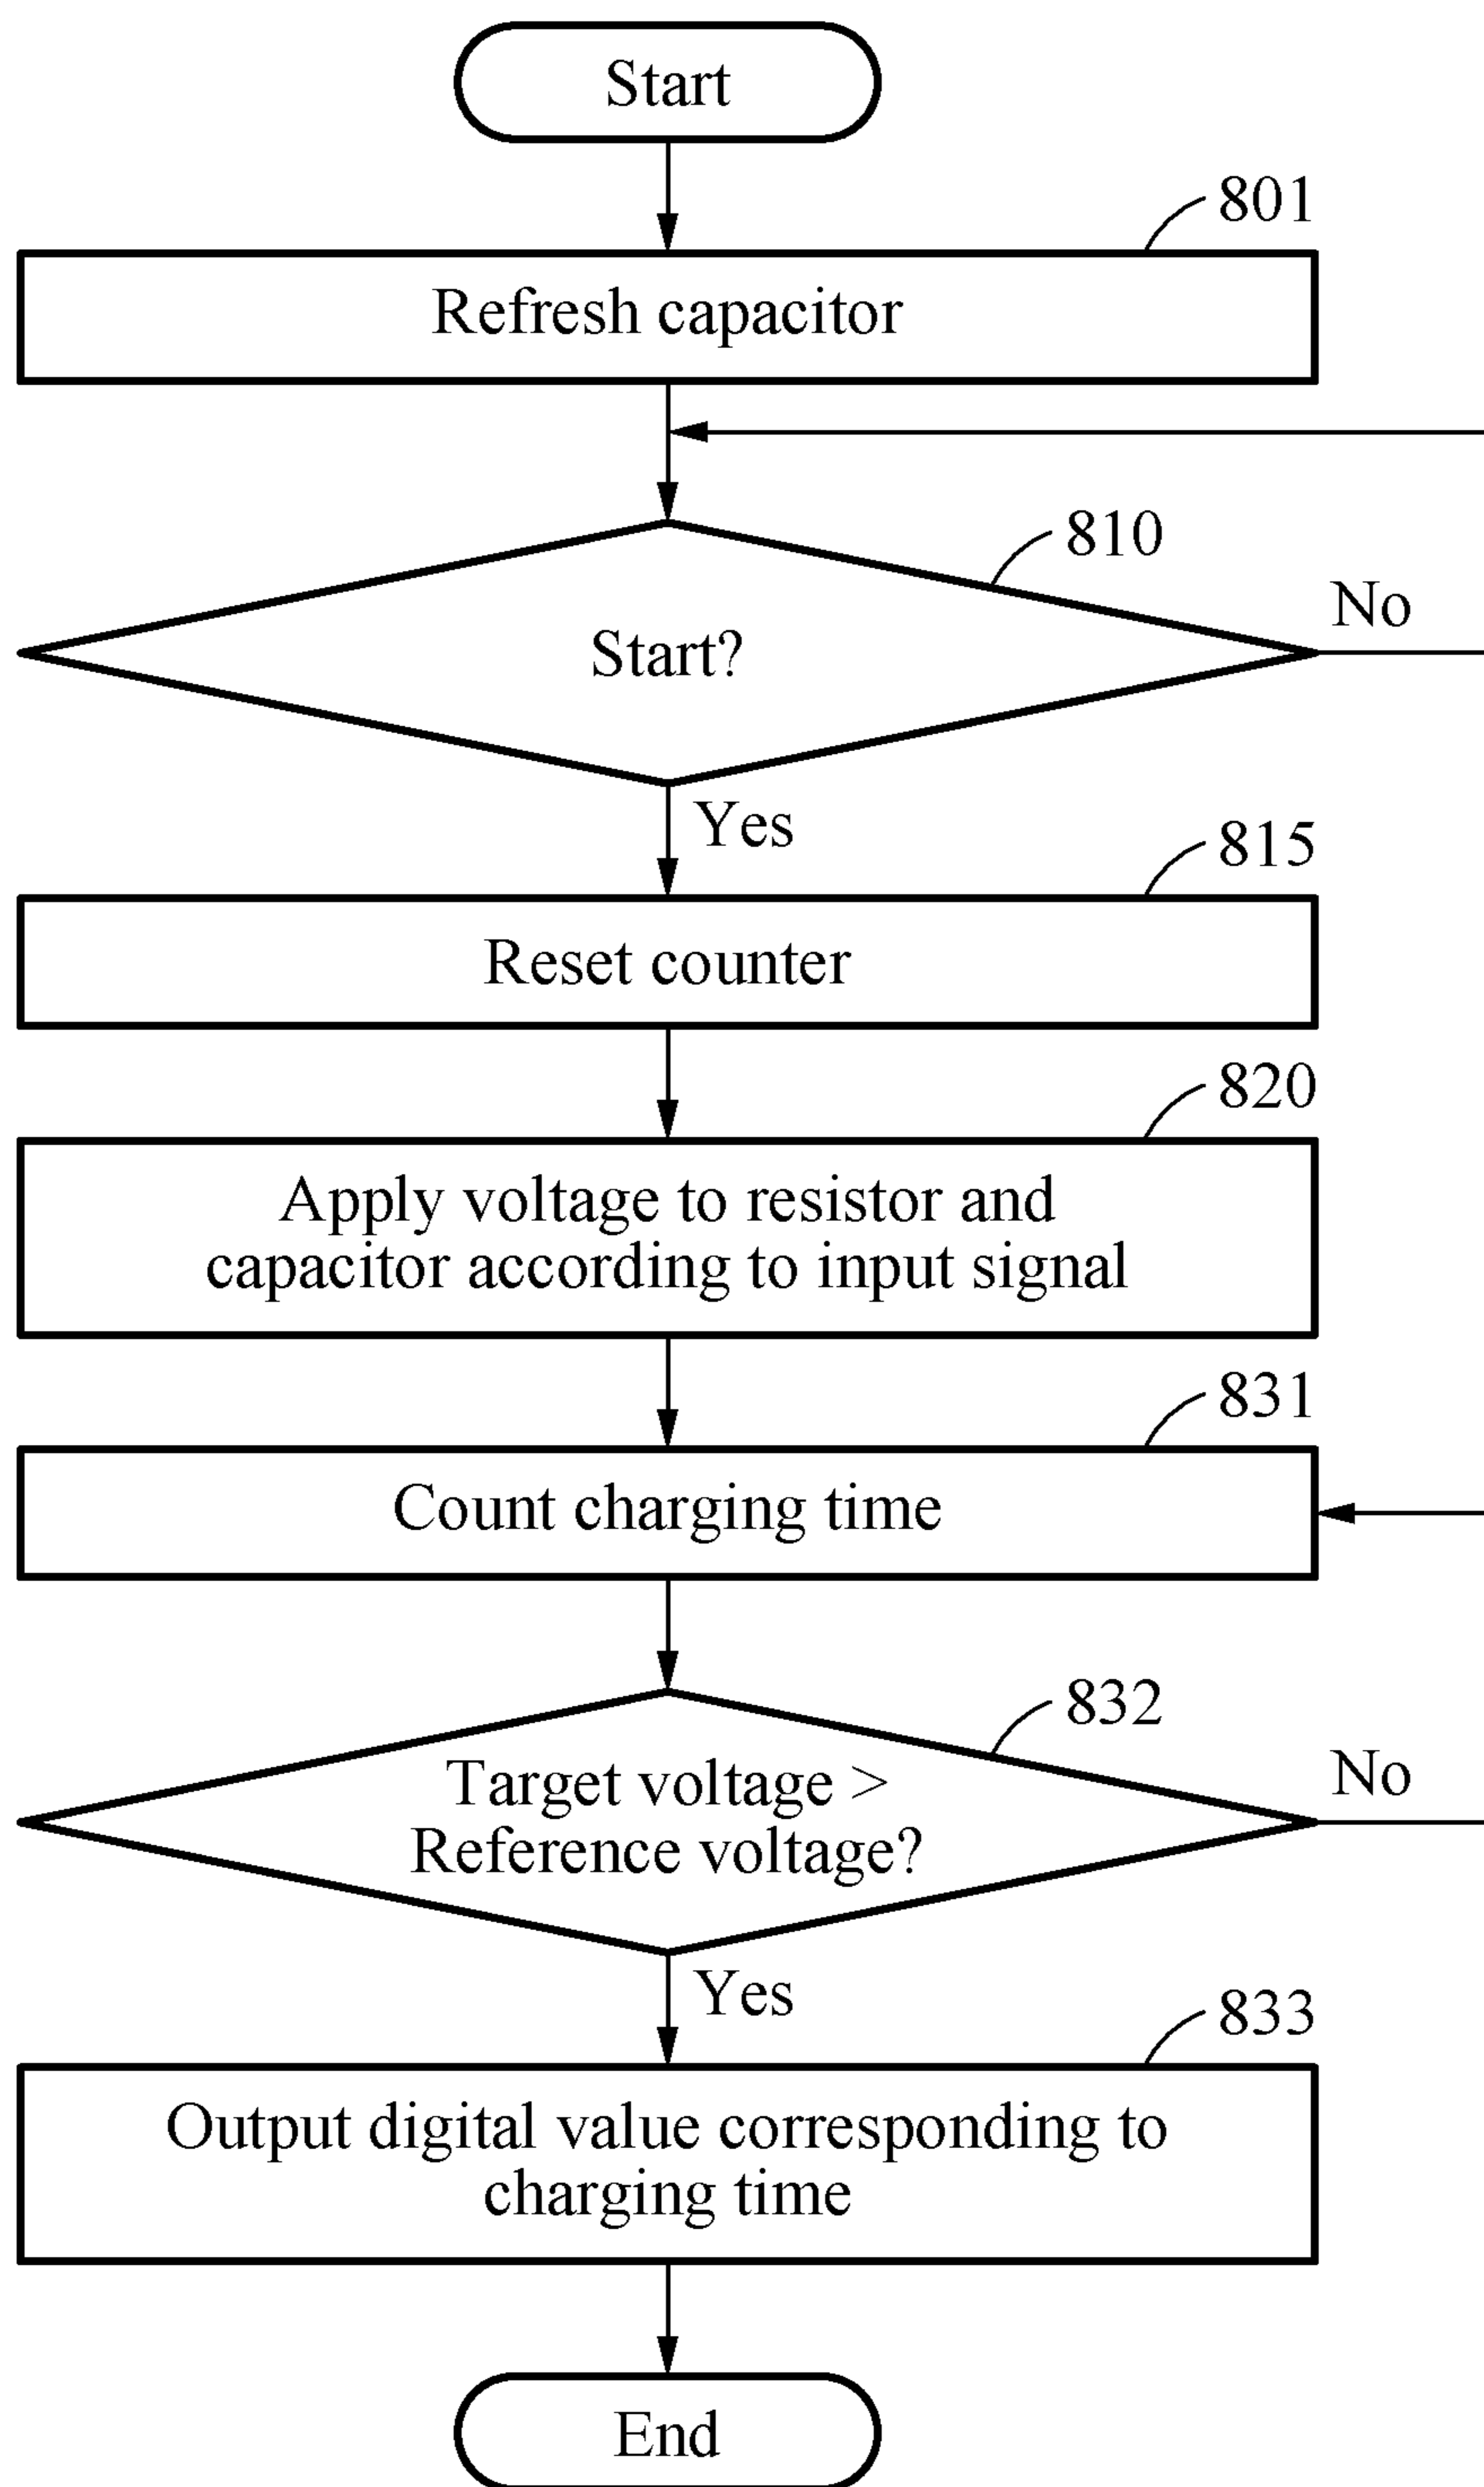 Start
801
Refresh capacitor
810
No
Start?
Yes
815
Reset counter
820
Apply voltage to resistor and
capacitor according to input signal
831
Count charging time
832
No
Target voltage >
Reference voltage?
Yes
833
Output digital value corresponding to
charging time
End